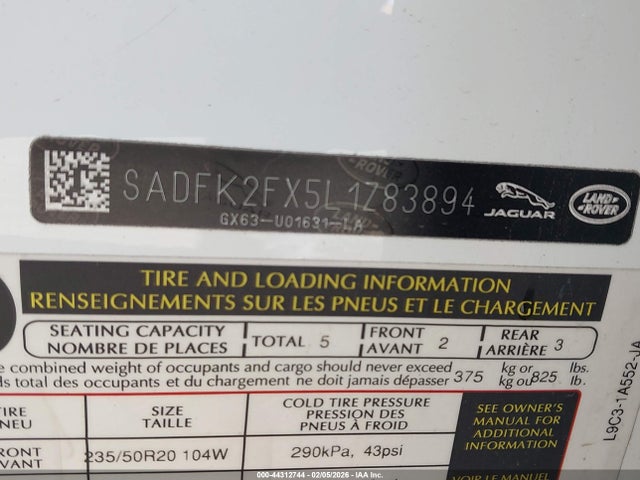 SADFK2FX5L1Z83894
GX63-U01631-LA
JAGUAR
LAND ROVER
TIRE AND LOADING INFORMATION
RENSEIGNEMENTS SUR LES PNEUS ET LE CHARGEMENT
SEATING CAPACITY
NOMBRE DE PLACES
TOTAL 5
FRONT
AVANT 2
REAR
ARRIÈRE 3
combined weight of occupants and cargo should never exceed 375 kg or 825 lbs.
total des occupants et du chargement ne doit jamais dépasser kg ou lb.
TIRE
SIZE
TAILLE
COLD TIRE PRESSURE
PRESSION DES
PNEUS À FROID
SEE OWNER'S
MANUAL FOR
ADDITIONAL
INFORMATION
235/50R20 104W
290kPa, 43psi
VOIR LE MANUEL
L9C3-1A552-JA
000-44312744 - 02/05/2026 - IAA Inc.